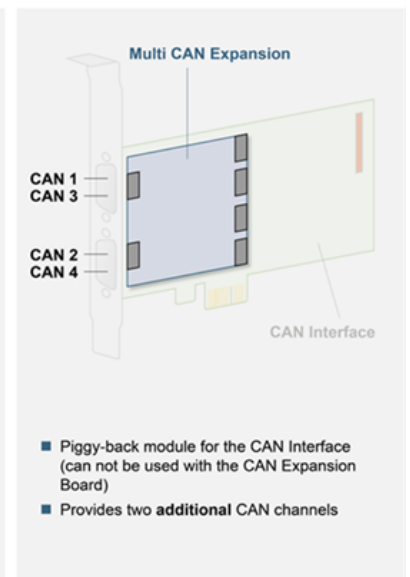 Multi CAN Expansion
CAN 1
CAN 3
CAN 2
CAN 4
CAN Interface
■ Piggy-back module for the CAN Interface
(can not be used with the CAN Expansion
Board)
■ Provides two additional CAN channels